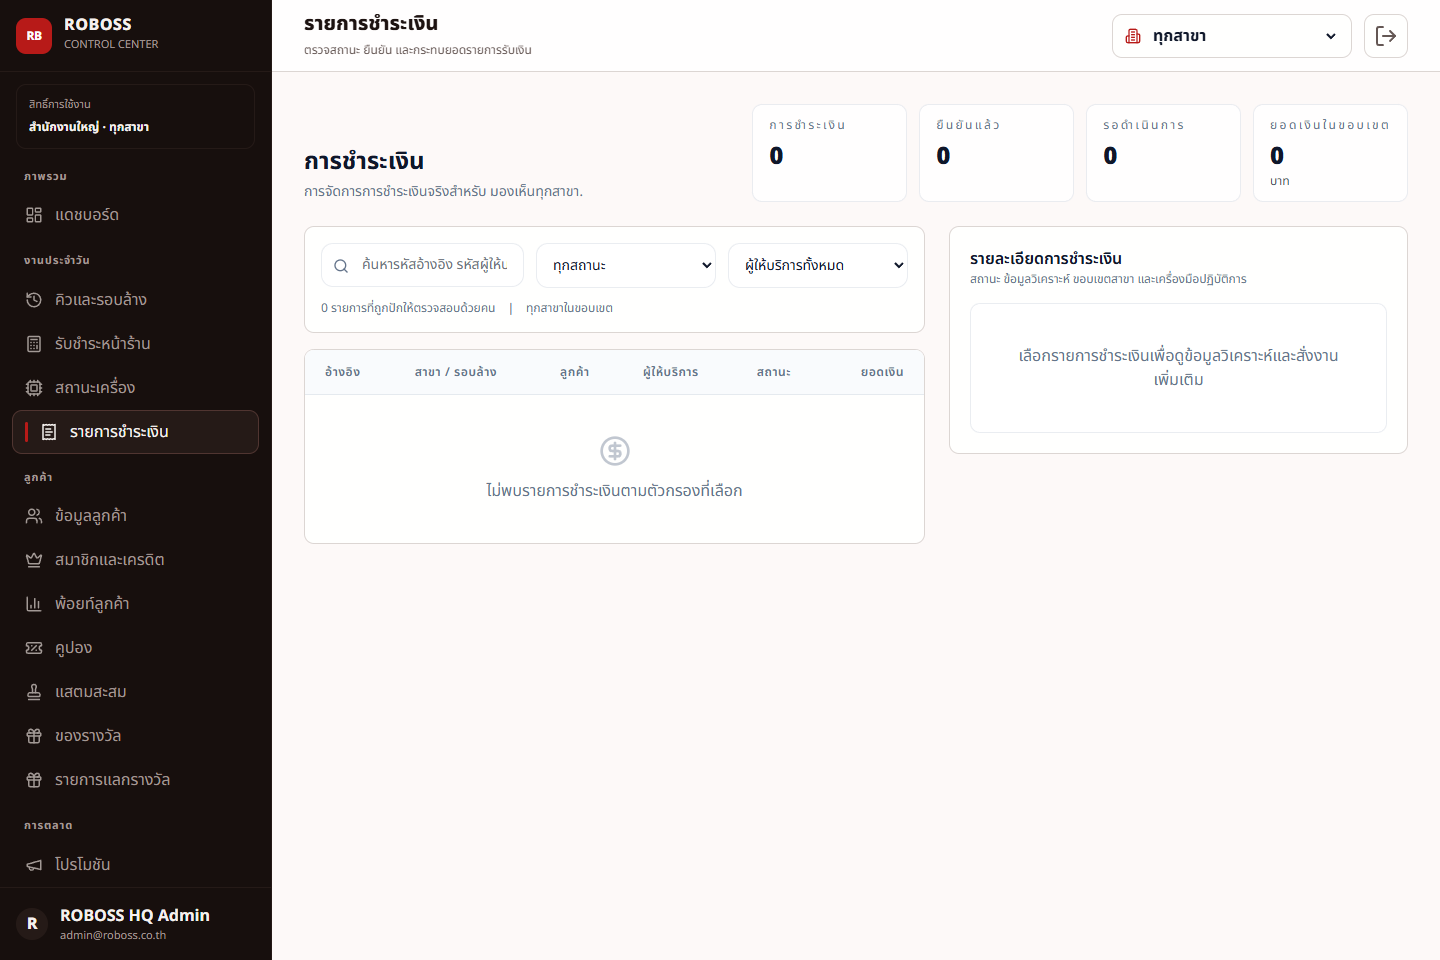 RB
ROBOSS
CONTROL CENTER
สิทธิ์การใช้งาน
สำนักงานใหญ่ · ทุกสาขา
ภาพรวม
แดชบอร์ด
งานประจำวัน
คิวและรอบล้าง
รับชำระหน้าร้าน
สถานะเครื่อง
รายการชำระเงิน
ลูกค้า
ข้อมูลลูกค้า
สมาชิกและเครดิต
พ้อยท์ลูกค้า
คูปอง
แสตมสะสม
ของรางวัล
รายการแลกรางวัล
การตลาด
โปรโมชัน
R
ROBOSS HQ Admin
admin@roboss.co.th
รายการชำระเงิน
ตรวจสถานะ ยืนยัน และกระทบยอดรายการรับเงิน
ทุกสาขา
การชำระเงิน
การจัดการการชำระเงินจริงสำหรับ มองเห็นทุกสาขา.
การชำระเงิน
0
ยืนยันแล้ว
0
รอดำเนินการ
0
ยอดเงินในขอบเขต
0
บาท
ค้นหารหัสอ้างอิง รหัสผู้ให้บ
ทุกสถานะ
ผู้ให้บริการทั้งหมด
0 รายการที่ถูกปักให้ตรวจสอบด้วยคน | ทุกสาขาในขอบเขต
อ้างอิง สาขา / รอบล้าง ลูกค้า ผู้ให้บริการ สถานะ ยอดเงิน
ไม่พบรายการชำระเงินตามตัวกรองที่เลือก
รายละเอียดการชำระเงิน
สถานะ ข้อมูลวิเคราะห์ ขอบเขตสาขา และเครื่องมือปฏิบัติการ
เลือกรายการชำระเงินเพื่อดูข้อมูลวิเคราะห์และสั่งงาน
เพิ่มเติม